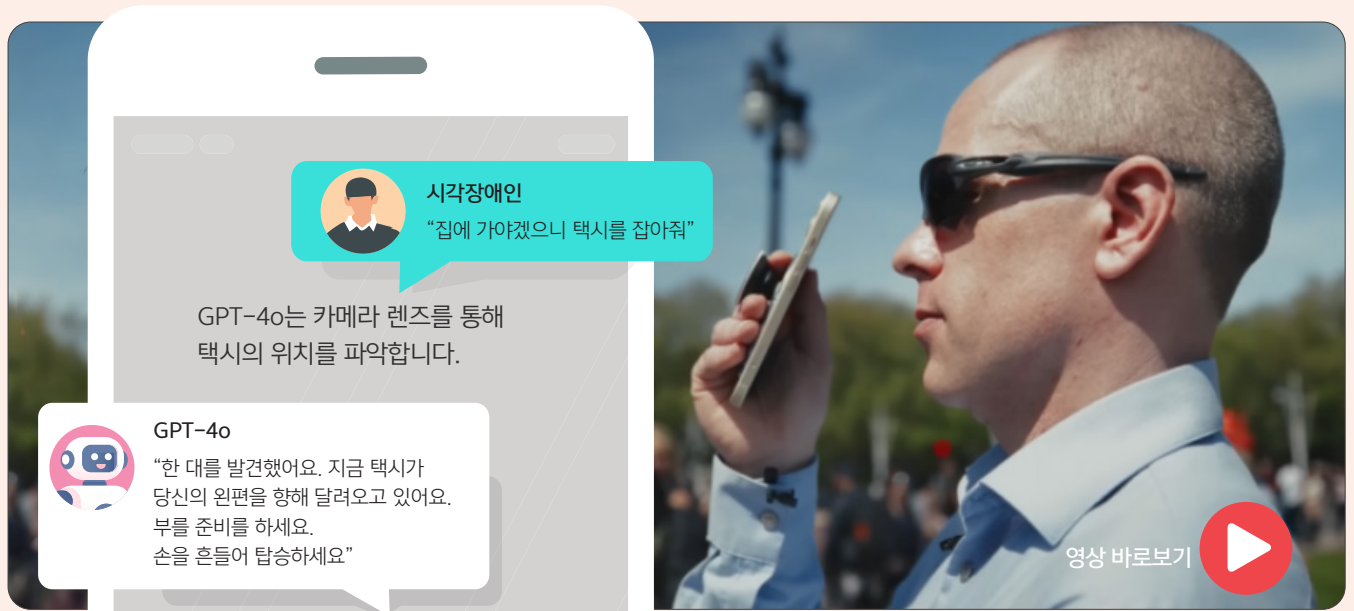 시각장애인
“집에 가야겠으니 택시를 잡아줘”
GPT-4o는 카메라 렌즈를 통해
택시의 위치를 파악합니다.
GPT-4o
“한 대를 발견했어요. 지금 택시가
당신의 왼편을 향해 달려오고 있어요.
부를 준비를 하세요.
손을 흔들어 탑승하세요”
영상 바로보기